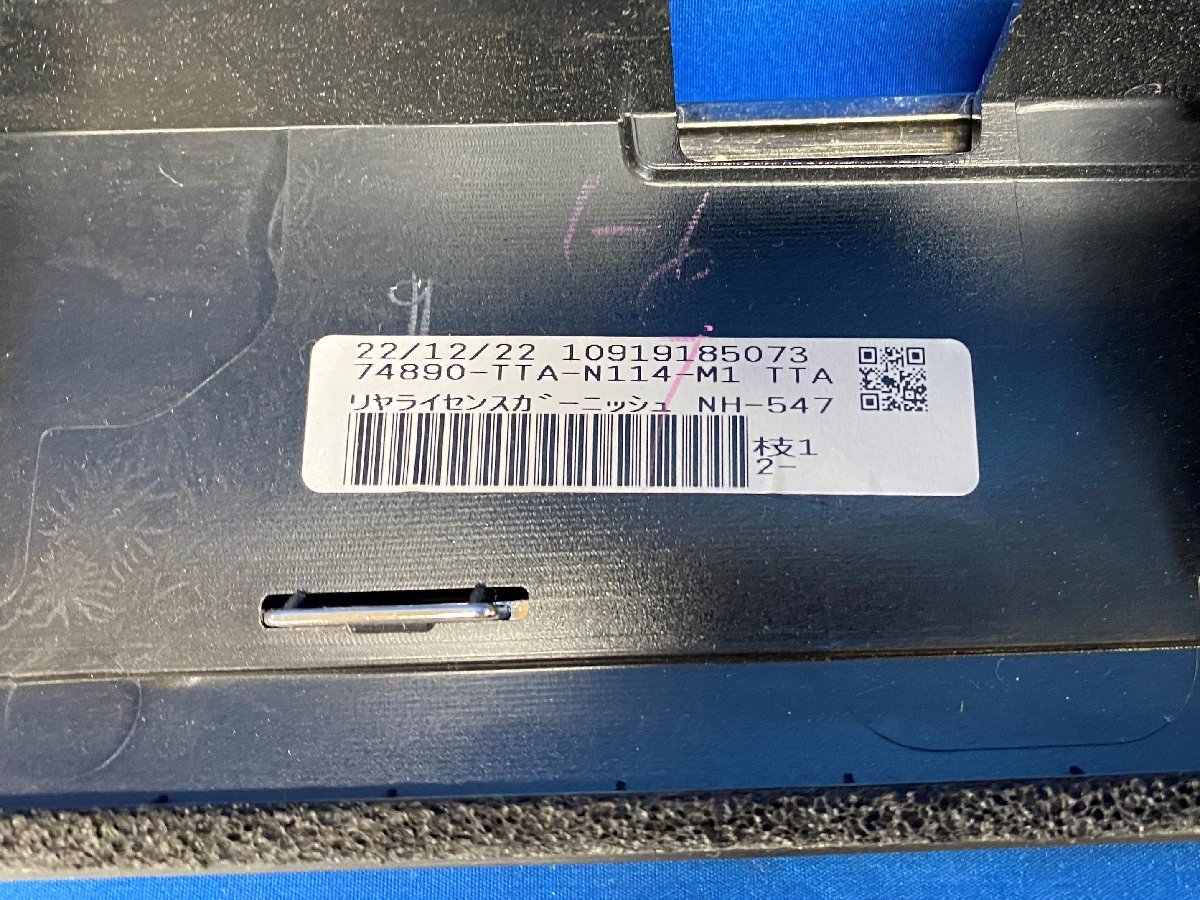 22/12/22 10919185073
74890-TTA-N114-M1 TTA
リヤライセンスガーニッシュ NH-547
枝1
2-